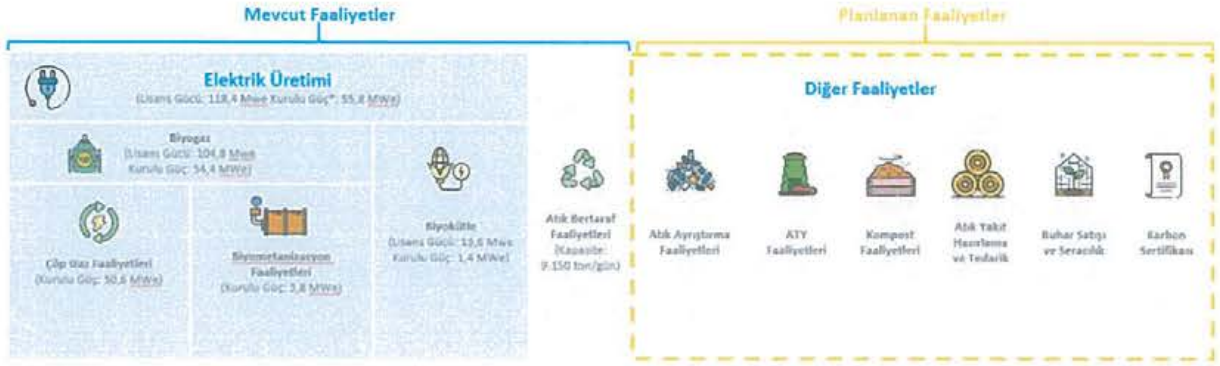 Mevcut Faaliyetler
Planlanan Faaliyetler
Elektrik Üretimi
(Lisans Gücü: 118,4 Mwe Kurulu Güç*: 55,8 MWe)
Diğer Faaliyetler
Biyogaz
(Lisans Gücü: 104,8 Mwe
Kurulu Güç: 54,4 MWe)
Çöp Gaz Faaliyetleri
(Kurulu Güç: 50,6 MWe)
Biyometanizasyon
Faaliyetleri
(Kurulu Güç: 3,8 MWe)
Biyokütle
(Lisans Gücü: 13,6 Mwe
Kurulu Güç: 1,4 MWe)
Atık Bertaraf
Faaliyetleri
(Kapasite:
9.150 ton/gün)
Atık Ayrıştırma
Faaliyetleri
ATY
Faaliyetleri
Kompost
Faaliyetleri
Atık Yakıt
Hazırlama
ve Tedarik
Buhar Satışı
ve Seracılık
Karbon
Sertifikası